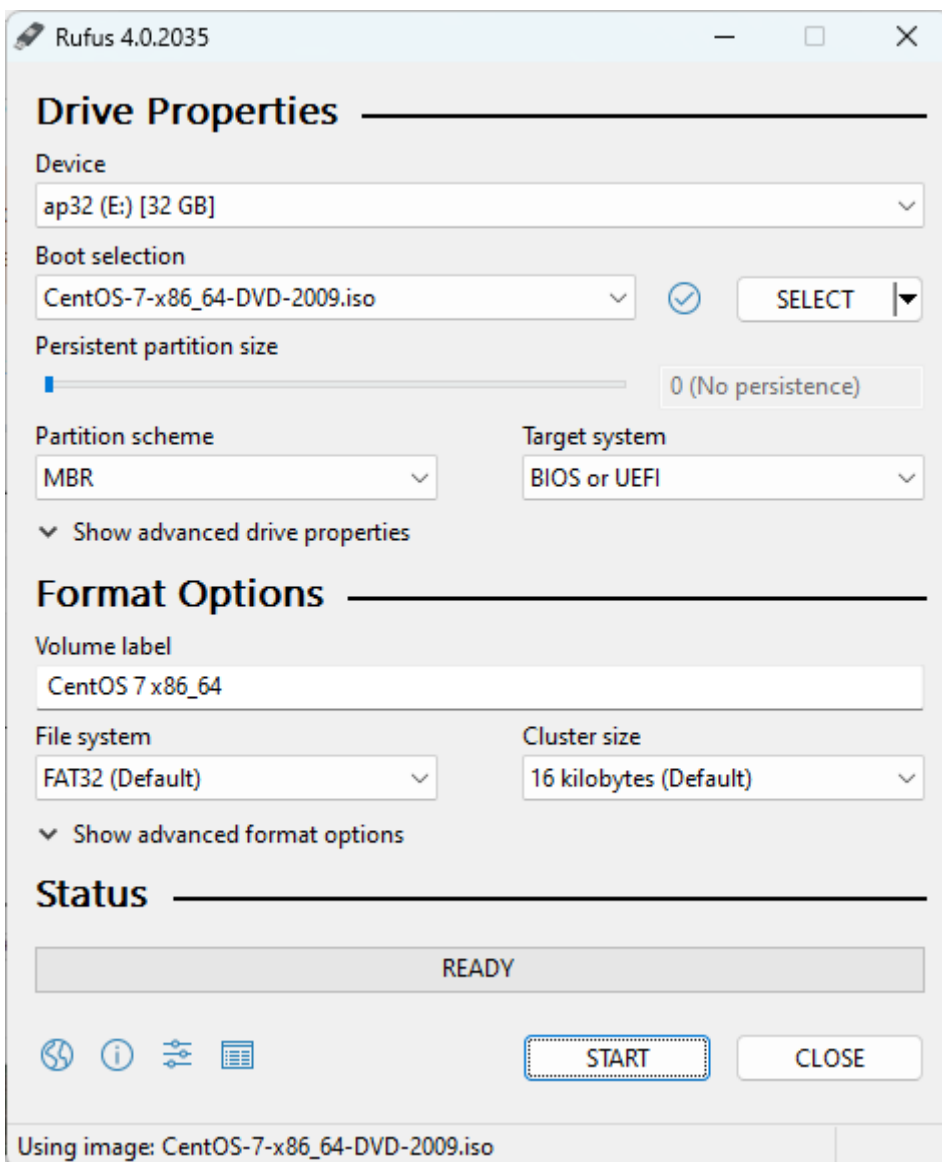 Rufus 4.0.2035
Drive Properties
Device
ap32 (E:) [32 GB]
Boot selection
CentOS-7-x86_64-DVD-2009.iso
SELECT
Persistent partition size
0 (No persistence)
Partition scheme
Target system
MBR
BIOS or UEFI
Show advanced drive properties
Format Options
Volume label
CentOS 7 x86_64
File system
Cluster size
FAT32 (Default)
16 kilobytes (Default)
Show advanced format options
Status
READY
START
CLOSE
Using image: CentOS-7-x86_64-DVD-2009.iso